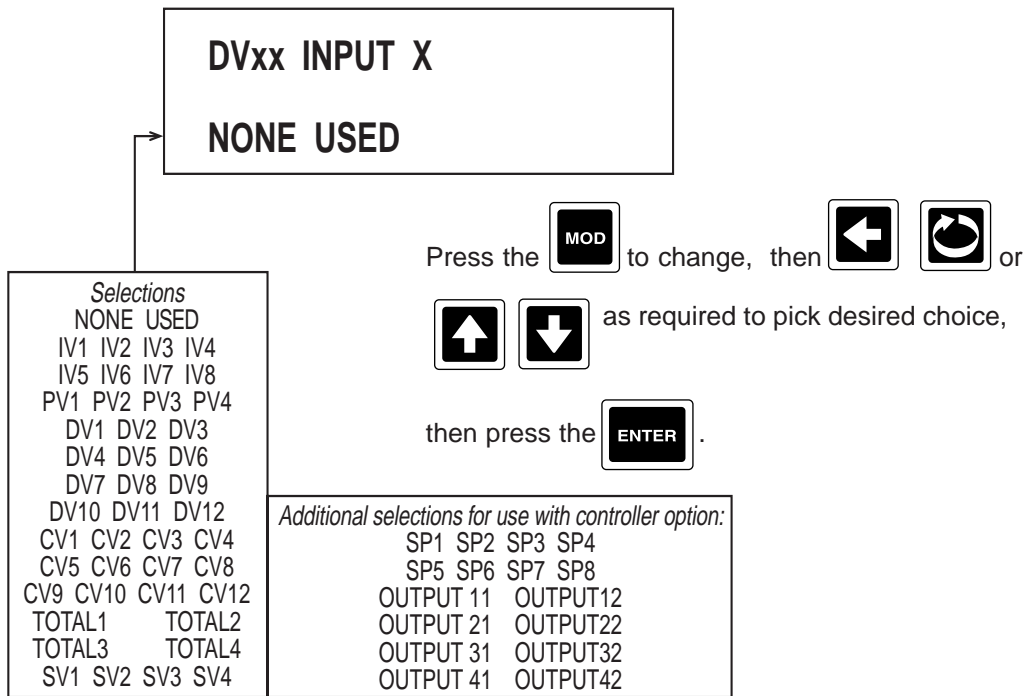 DVxx INPUT X
NONE USED
Press the MOD to change, then or
as required to pick desired choice,
then press the ENTER .
Selections
NONE USED
IV1 IV2 IV3 IV4
IV5 IV6 IV7 IV8
PV1 PV2 PV3 PV4
DV1 DV2 DV3
DV4 DV5 DV6
DV7 DV8 DV9
DV10 DV11 DV12
CV1 CV2 CV3 CV4
CV5 CV6 CV7 CV8
CV9 CV10 CV11 CV12
TOTAL1 TOTAL2
TOTAL3 TOTAL4
SV1 SV2 SV3 SV4
Additional selections for use with controller option:
SP1 SP2 SP3 SP4
SP5 SP6 SP7 SP8
OUTPUT 11 OUTPUT12
OUTPUT 21 OUTPUT22
OUTPUT 31 OUTPUT32
OUTPUT 41 OUTPUT42